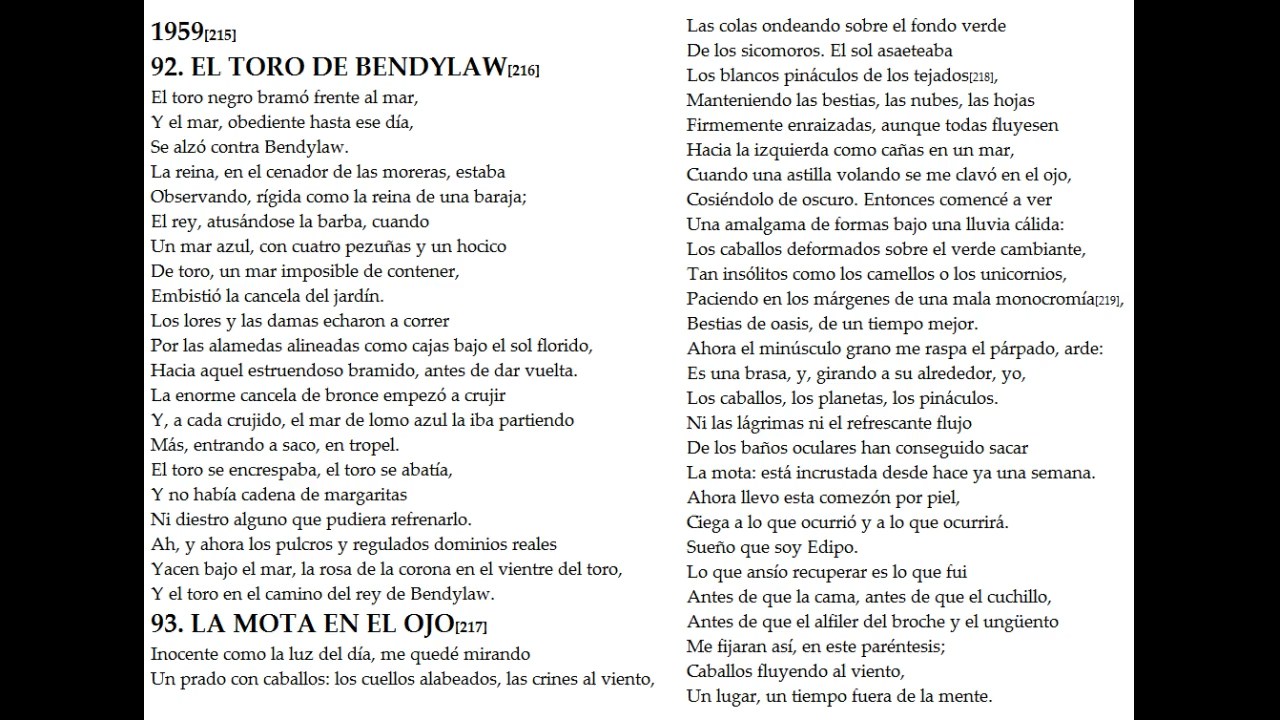 1959[215]
92. EL TORO DE BENDYLAW[216]
El toro negro bramó frente al mar,
Y el mar, obediente hasta ese día,
Se alzó contra Bendylaw.
La reina, en el cenador de las moreras, estaba
Observando, rígida como la reina de una baraja;
El rey, atusándose la barba, cuando
Un mar azul, con cuatro pezuñas y un hocico
De toro, un mar imposible de contener,
Embistió la cancela del jardín.
Los lores y las damas echaron a correr
Por las alamedas alineadas como cajas bajo el sol florido,
Hacia aquel estruendoso bramido, antes de dar vuelta.
La enorme cancela de bronce empezó a crujir
Y, a cada crujido, el mar de lomo azul la iba partiendo
Más, entrando a saco, en tropel.
El toro se encrespaba, el toro se abatía,
Y no había cadena de margaritas
Ni diestro alguno que pudiera refrenarlo.
Ah, y ahora los pulcros y regulados dominios reales
Yacen bajo el mar, la rosa de la corona en el vientre del toro,
Y el toro en el camino del rey de Bendylaw.
93. LA MOTA EN EL OJO[217]
Inocente como la luz del día, me quedé mirando
Un prado con caballos: los cuellos alabeados, las crines al viento,
Las colas ondeando sobre el fondo verde
De los sicomoros. El sol asaeteaba
Los blancos pináculos de los tejados[218],
Manteniendo las bestias, las nubes, las hojas
Firmemente enraizadas, aunque todas fluyesen
Hacia la izquierda como cañas en un mar,
Cuando una astilla volando se me clavó en el ojo,
Cosiéndolo de oscuro. Entonces comencé a ver
Una amalgama de formas bajo una lluvia cálida:
Los caballos deformados sobre el verde cambiante,
Tan insólitos como los camellos o los unicornios,
Paciendo en los márgenes de una mala monocromía[219],
Bestias de oasis, de un tiempo mejor.
Ahora el minúsculo grano me raspa el párpado, arde:
Es una brasa, y, girando a su alrededor, yo,
Los caballos, los planetas, los pináculos.
Ni las lágrimas ni el refrescante flujo
De los baños oculares han conseguido sacar
La mota: está incrustada desde hace ya una semana.
Ahora llevo esta comezón por piel,
Ciega a lo que ocurrió y a lo que ocurrirá.
Sueño que soy Edipo.
Lo que ansío recuperar es lo que fui
Antes de que la cama, antes de que el cuchillo,
Antes de que el alfiler del broche y el ungüento
Me fijaran así, en este paréntesis;
Caballos fluyendo al viento,
Un lugar, un tiempo fuera de la mente.